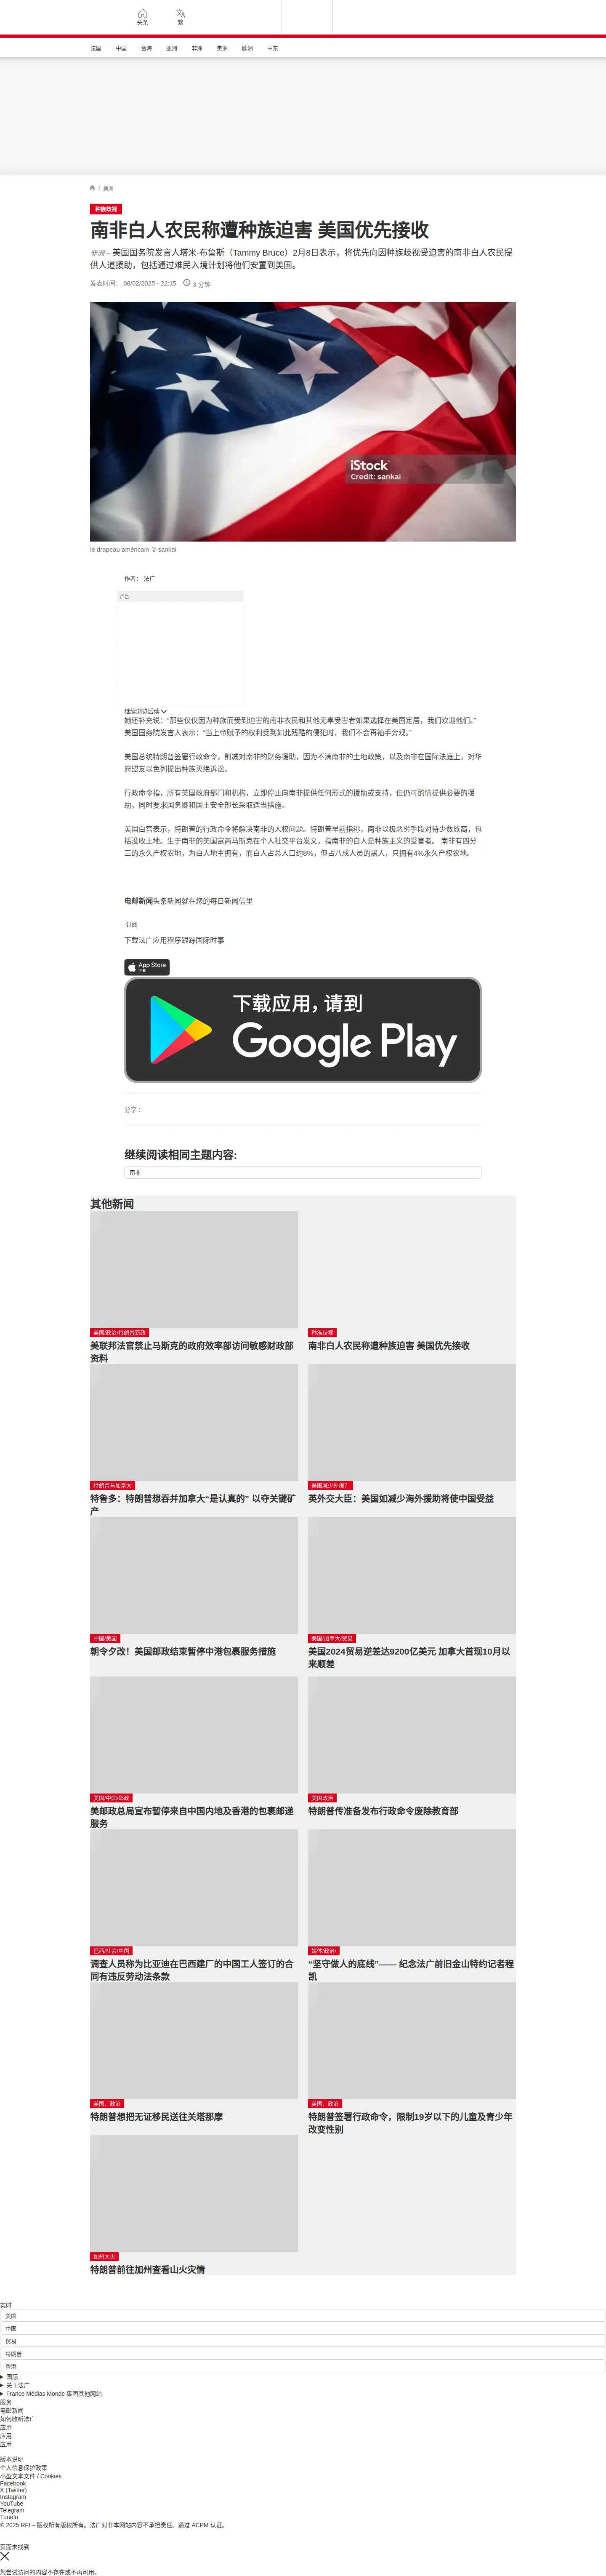 头条
繁
法国 中国 台海 亚洲 非洲 美洲 欧洲 中东
/ 美洲
种族歧视
南非白人农民称遭种族迫害 美国优先接收
非洲 – 美国国务院发言人塔米·布鲁斯（Tammy Bruce）2月8日表示，将优先向因种族歧视受迫害的南非白人农民提
供人道援助，包括通过难民入境计划将他们安置到美国。
发表时间： 08/02/2025 - 22:15 3 分钟
iStock
Credit: sankai
le drapeau américain © sankai
作者： 法广
广告
继续浏览后续
她还补充说：“那些仅仅因为种族而受到迫害的南非农民和其他无辜受害者如果选择在美国定居，我们欢迎他们。”
美国国务院发言人表示：“当上帝赋予的权利受到如此残酷的侵犯时，我们不会再袖手旁观。”
美国总统特朗普签署行政命令，削减对南非的财务援助，因为不满南非的土地政策，以及南非在国际法庭上，对华
府盟友以色列提出种族灭绝诉讼。
行政命令指，所有美国政府部门和机构，立即停止向南非提供任何形式的援助或支持，但仍可酌情提供必要的援
助，同时要求国务卿和国土安全部长采取适当措施。
美国白宫表示，特朗普的行政命令将解决南非的人权问题。特朗普早前指称，南非以极恶劣手段对待少数族裔，包
括没收土地。生于南非的美国富商马斯克在个人社交平台发文，指南非的白人是种族主义的受害者。 南非有四分
三的永久产权农地，为白人地主拥有，而白人占总人口约8%，但占八成人员的黑人，只拥有4%永久产权农地。
电邮新闻头条新闻就在您的每日新闻信里
订阅
下载法广应用程序跟踪国际时事
App Store
下载
下载应用，请到
Google Play
分享 :
继续阅读相同主题内容:
南非
其他新闻
美国/政治/特朗普新政
美联邦法官禁止马斯克的政府效率部访问敏感财政部
资料
种族歧视
南非白人农民称遭种族迫害 美国优先接收
特朗普与加拿大
特鲁多：特朗普想吞并加拿大“是认真的” 以夺关键矿
产
美国减少外援？
英外交大臣：美国如减少海外援助将使中国受益
中国/美国
朝令夕改！美国邮政结束暂停中港包裹服务措施
美国/加拿大/贸易
美国2024贸易逆差达9200亿美元 加拿大首现10月以
来顺差
美国/中国/邮政
美邮政总局宣布暂停来自中国内地及香港的包裹邮递
服务
美国政治
特朗普传准备发布行政命令废除教育部
巴西/社会/中国
调查人员称为比亚迪在巴西建厂的中国工人签订的合
同有违反劳动法条款
媒体/政治/
“坚守做人的底线”—— 纪念法广前旧金山特约记者程
凯
美国、政治
特朗普想把无证移民送往关塔那摩
美国、政治
特朗普签署行政命令，限制19岁以下的儿童及青少年
改变性别
加州大火
特朗普前往加州查看山火灾情
实时
美国
中国
贸易
特朗普
香港
国际
关于法广
France Médias Monde 集团其他网站
服务
电邮新闻
如何收听法广
应用
应用
应用
版本说明
个人信息保护政策
小型文本文件 / Cookies
Facebook
X (Twitter)
Instagram
YouTube
Telegram
TuneIn
© 2025 RFI – 版权所有版权所有。法广对非本网站内容不承担责任。通过 ACPM 认证。
页面未找到
您尝试访问的内容不存在或不再可用。